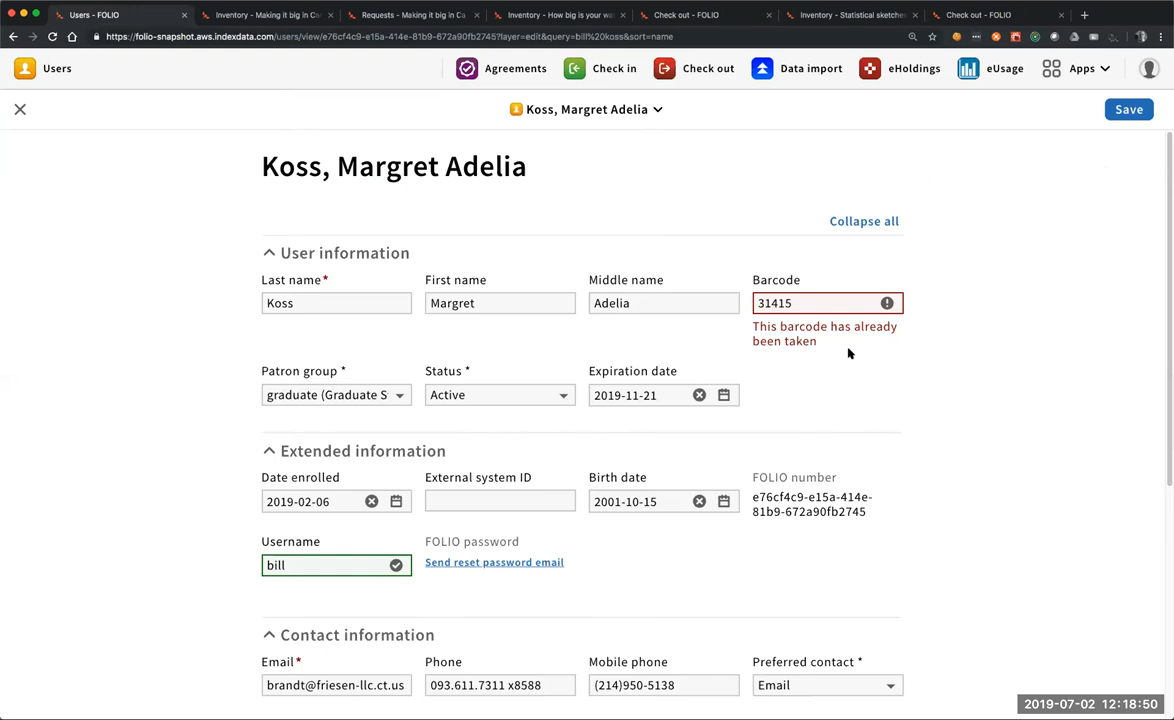 Users - FOLIO
Inventory - Making it big in Ca
Requests - Making it big in Ca
Inventory - How big is your wa
Check out - FOLIO
Inventory - Statistical sketches
Check out - FOLIO
https://folio-snapshot.aws.indexdata.com/users/view/e76cf4c9-e15a-414e-81b9-672a90fb2745?layer=edit&query=bill%20koss&sort=name
Users
Agreements
Check in
Check out
Data import
eHoldings
eUsage
Apps
Koss, Margret Adelia
Save
Koss, Margret Adelia
Collapse all
User information
Last name*
First name
Middle name
Barcode
Koss
Margret
Adelia
31415
This barcode has already
been taken
Patron group *
Status *
Expiration date
graduate (Graduate S
Active
2019-11-21
Extended information
Date enrolled
External system ID
Birth date
FOLIO number
2019-02-06
2001-10-15
e76cf4c9-e15a-414e-
81b9-672a90fb2745
Username
FOLIO password
bill
Send reset password email
Contact information
Email*
Phone
Mobile phone
Preferred contact *
brandt@friesen-llc.ct.us
093.611.7311 x8588
(214)950-5138
Email
2019-07-02 12:18:50